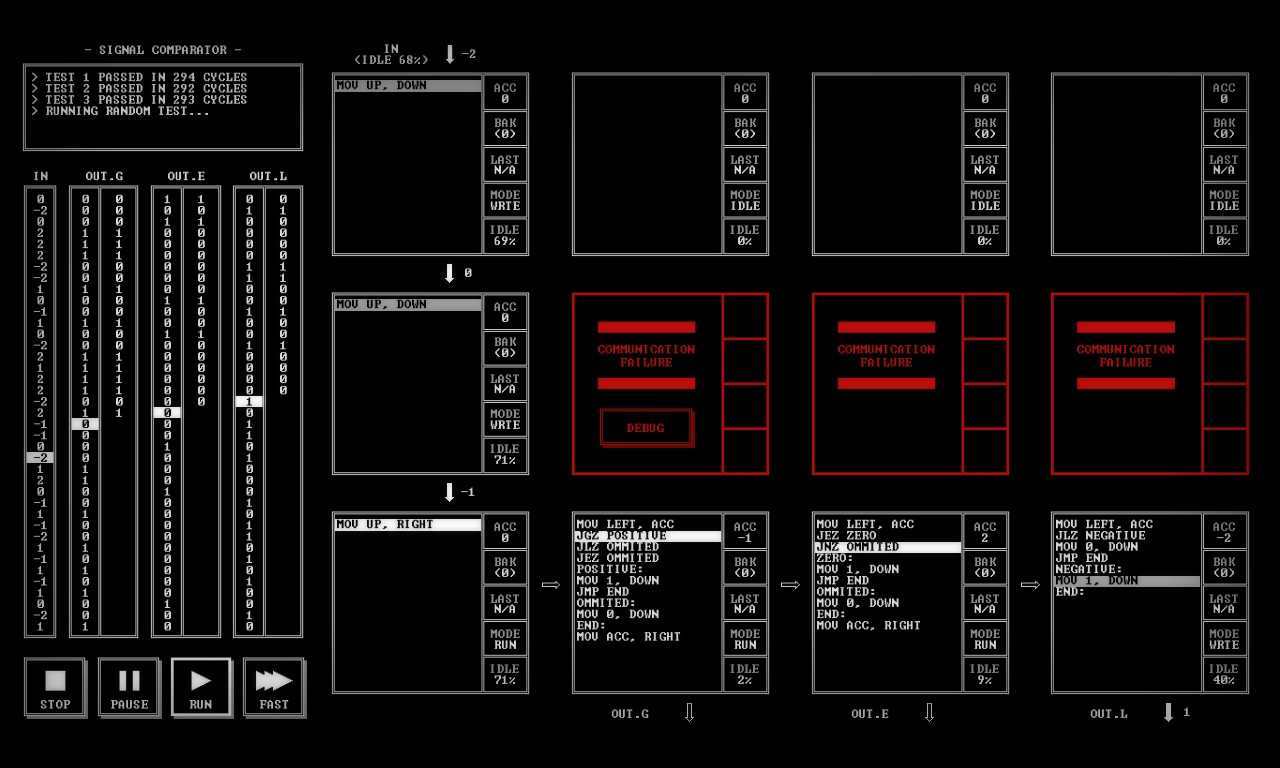 - SIGNAL COMPARATOR -
> TEST 1 PASSED IN 294 CYCLES
> TEST 2 PASSED IN 292 CYCLES
> TEST 3 PASSED IN 293 CYCLES
> RUNNING RANDOM TEST...
IN OUT.G OUT.E OUT.L
0 0 0 1 1 0 0
-2 0 0 0 0 1 1
0 0 0 1 1 0 0
2 1 1 0 0 0 0
2 1 1 0 0 0 0
2 1 1 0 0 0 0
-2 0 0 0 0 1 1
-2 0 0 0 0 1 1
1 1 1 0 0 0 0
0 0 0 1 1 0 0
-1 0 0 0 0 1 1
1 1 1 0 0 0 0
0 0 0 1 1 0 0
-2 0 0 0 0 1 1
2 1 1 0 0 0 0
1 1 1 0 0 0 0
2 1 1 0 0 0 0
2 1 1 0 0 0 0
-2 0 0 0 0 1
2 1 1 0 0
-1 0 0 1
-1 0 0 1
0 0 1 0
-2 0 0 1
1 1 0 0
2 1 0 0
0 0 1 0
-1 0 0 1
1 1 0 0
-1 0 0 1
-2 0 0 1
1 1 0 0
-1 0 0 1
1 1 0 0
-1 0 0 1
1 1 0 0
0 0 1 0
-2 0 0 1
1 1 0 0
STOP
PAUSE
RUN
FAST
IN
(IDLE 68%)
-2
MOV UP, DOWN
ACC
0
BAK
(0)
LAST
N/A
MODE
WRTE
IDLE
69%
ACC
0
BAK
(0)
LAST
N/A
MODE
IDLE
IDLE
0%
ACC
0
BAK
(0)
LAST
N/A
MODE
IDLE
IDLE
0%
ACC
0
BAK
(0)
LAST
N/A
MODE
IDLE
IDLE
0%
0
MOV UP, DOWN
ACC
0
BAK
(0)
LAST
N/A
MODE
WRTE
IDLE
71%
COMMUNICATION
FAILURE
DEBUG
COMMUNICATION
FAILURE
COMMUNICATION
FAILURE
-1
MOV UP, RIGHT
ACC
0
BAK
(0)
LAST
N/A
MODE
RUN
IDLE
71%
MOV LEFT, ACC
JGZ POSITIVE
JLZ OMMITED
JEZ OMMITED
POSITIVE:
MOV 1, DOWN
JMP END
OMMITED:
MOV 0, DOWN
END:
MOV ACC, RIGHT
ACC
-1
BAK
(0)
LAST
N/A
MODE
RUN
IDLE
2%
MOV LEFT, ACC
JEZ ZERO
JNZ OMMITED
ZERO:
MOV 1, DOWN
JMP END
OMMITED:
MOV 0, DOWN
END:
MOV ACC, RIGHT
ACC
2
BAK
(0)
LAST
N/A
MODE
RUN
IDLE
9%
MOV LEFT, ACC
JLZ NEGATIVE
MOV 0, DOWN
JMP END
NEGATIVE:
MOV 1, DOWN
END:
ACC
-2
BAK
(0)
LAST
N/A
MODE
WRTE
IDLE
40%
OUT.G
OUT.E
OUT.L
1